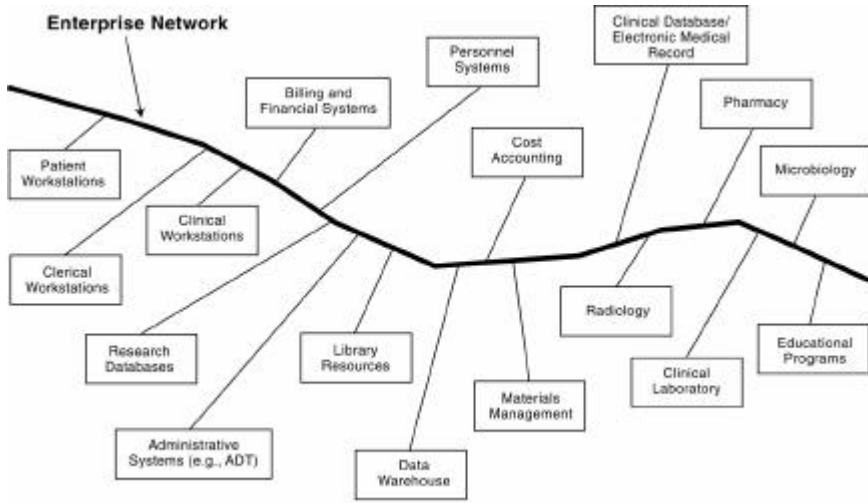 Enterprise Network
Clinical Database/
Electronic Medical
Record
Personnel
Systems
Billing and
Financial Systems
Pharmacy
Cost
Accounting
Patient
Workstations
Microbiology
Clinical
Workstations
Clerical
Workstations
Radiology
Research
Databases
Library
Resources
Educational
Programs
Clinical
Laboratory
Materials
Management
Administrative
Systems (e.g., ADT)
Data
Warehouse